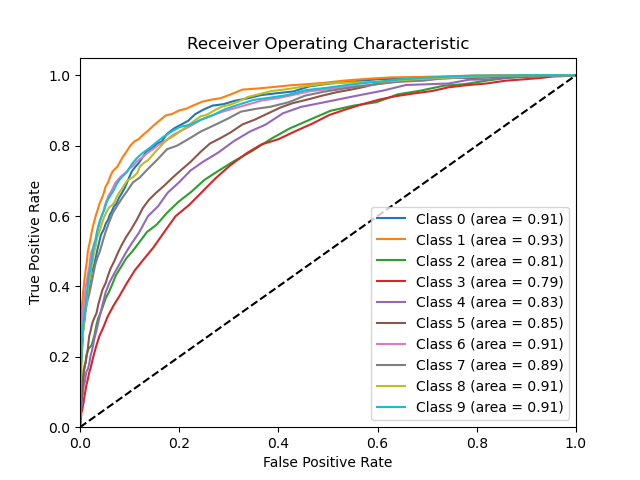 Receiver Operating Characteristic
True Positive Rate
1.0
0.8
0.6
0.4
0.2
0.0
Class 0 (area = 0.91)
Class 1 (area = 0.93)
Class 2 (area = 0.81)
Class 3 (area = 0.79)
Class 4 (area = 0.83)
Class 5 (area = 0.85)
Class 6 (area = 0.91)
Class 7 (area = 0.89)
Class 8 (area = 0.91)
Class 9 (area = 0.91)
0.0 0.2 0.4 0.6 0.8 1.0
False Positive Rate